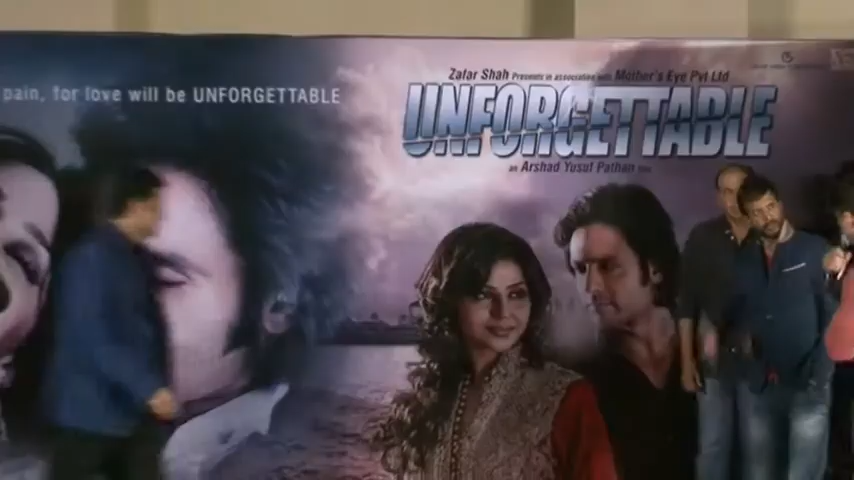 pain, for love will be UNFORGETTABLE
Zafar Shah Presents in association with Mother's Eye Pvt Ltd
UNFORGETTABLE
an Arshad Yusuf Pathan film